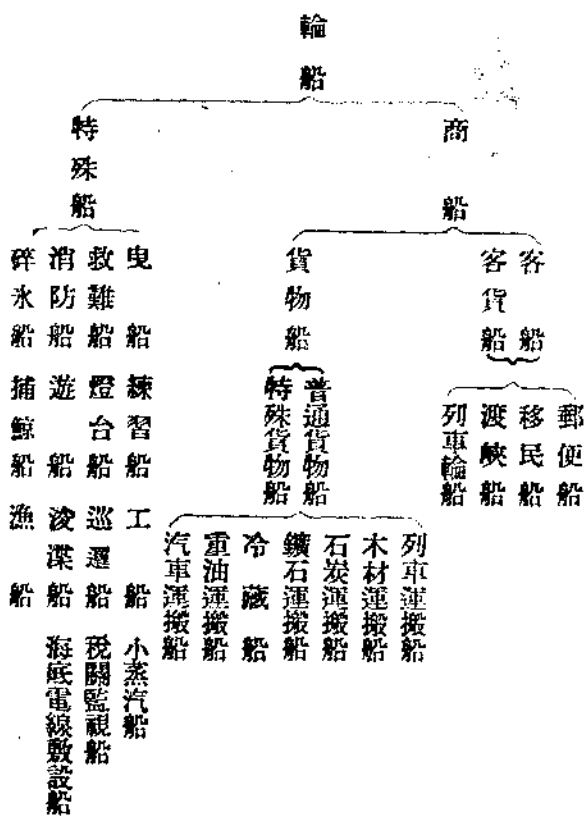 輪船
商船
客船
客貨船
郵便船
移民船
渡峽船
列車輪船
貨物船
普通貨物船
特殊貨物船
列車運搬船
木材運搬船
石炭運搬船
鑛石運搬船
冷藏船
重油運搬船
汽車運搬船
特殊船
曳船 練習船 工船 小蒸汽船
救難船 燈台船 巡邏船 税關監視船
消防船 遊船 浚渫船 海底電線敷設船
碎氷船 捕鯨船 漁船